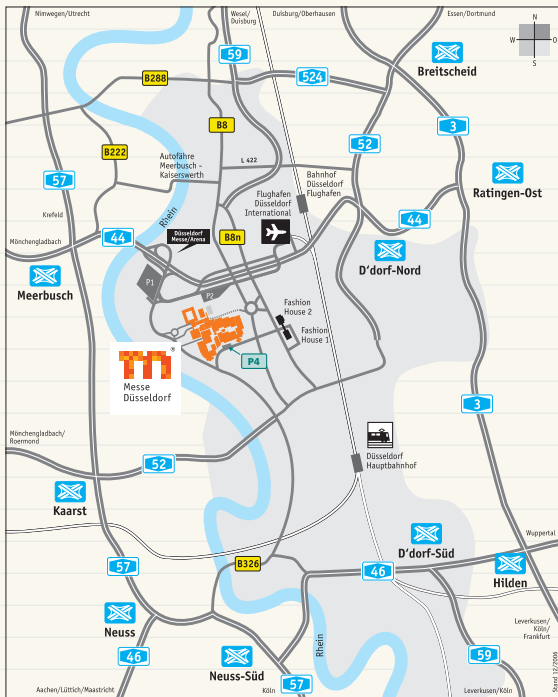 Nimwegen/Utrecht
Wesel/
Duisburg
Duisburg/Oberhausen
Essen/Dortmund
N
W
O
S
59
Breitscheid
B288
524
B8
3
B222
52
L 422
Autofähre
Meerbusch -
Kaiserswerth
Bahnhof
Düsseldorf
Flughafen
Ratingen-Ost
57
Flughafen
Düsseldorf
International
Rhein
Krefeld
44
Mönchengladbach
44
Düsseldorf
Messe/Arena
B8n
D'dorf-Nord
Meerbusch
P1
P2
Fashion
House 2
Fashion
House 1
P4
®
Messe
Düsseldorf
3
Mönchengladbach/
Roermond
52
Düsseldorf
Hauptbahnhof
Kaarst
Wuppertal
D'dorf-Süd
57
B326
46
Hilden
Neuss
Leverkusen/
Köln/
Frankfurt
Rhein
46
Neuss-Süd
59
57
Aachen/Lüttich/Maastricht
Köln
Leverkusen/Köln
Stand 12/2006